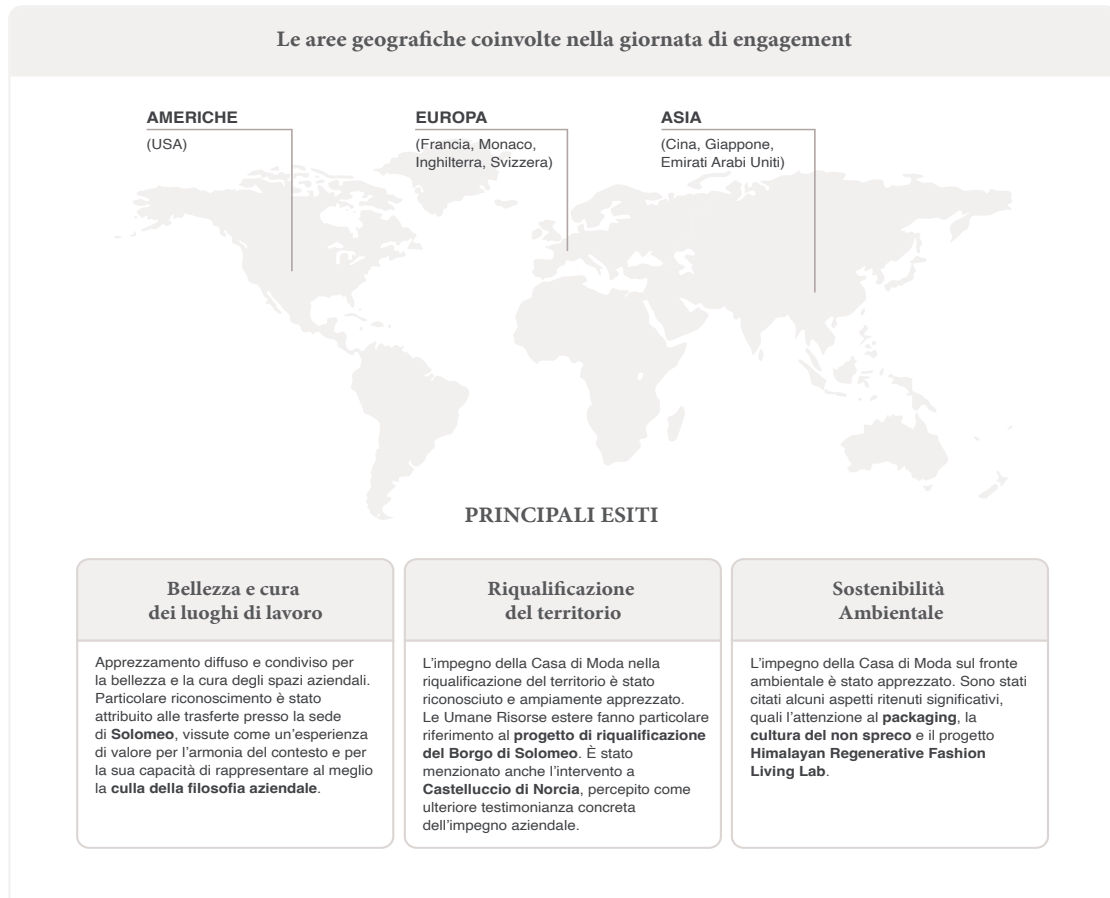 Le aree geografiche coinvolte nella giornata di engagement
AMERICHE
(USA)
EUROPA
(Francia, Monaco,
Inghilterra, Svizzera)
ASIA
(Cina, Giappone,
Emirati Arabi Uniti)
PRINCIPALI ESITI
Bellezza e cura
dei luoghi di lavoro
Apprezzamento diffuso e condiviso per
la bellezza e la cura degli spazi aziendali.
Particolare riconoscimento è stato
attribuito alle trasferte presso la sede
di Solomeo, vissute come un'esperienza
di valore per l'armonia del contesto e per
la sua capacità di rappresentare al meglio
la culla della filosofia aziendale.
Riqualificazione
del territorio
L'impegno della Casa di Moda nella
riqualificazione del territorio è stato
riconosciuto e ampiamente apprezzato.
Le Umane Risorse estere fanno particolare
riferimento al progetto di riqualificazione
del Borgo di Solomeo. È stato
menzionato anche l'intervento a
Castelluccio di Norcia, percepito come
ulteriore testimonianza concreta
dell'impegno aziendale.
Sostenibilità
Ambientale
L'impegno della Casa di Moda sul fronte
ambientale è stato apprezzato. Sono stati
citati alcuni aspetti ritenuti significativi,
quali l'attenzione al packaging, la
cultura del non spreco e il progetto
Himalayan Regenerative Fashion
Living Lab.